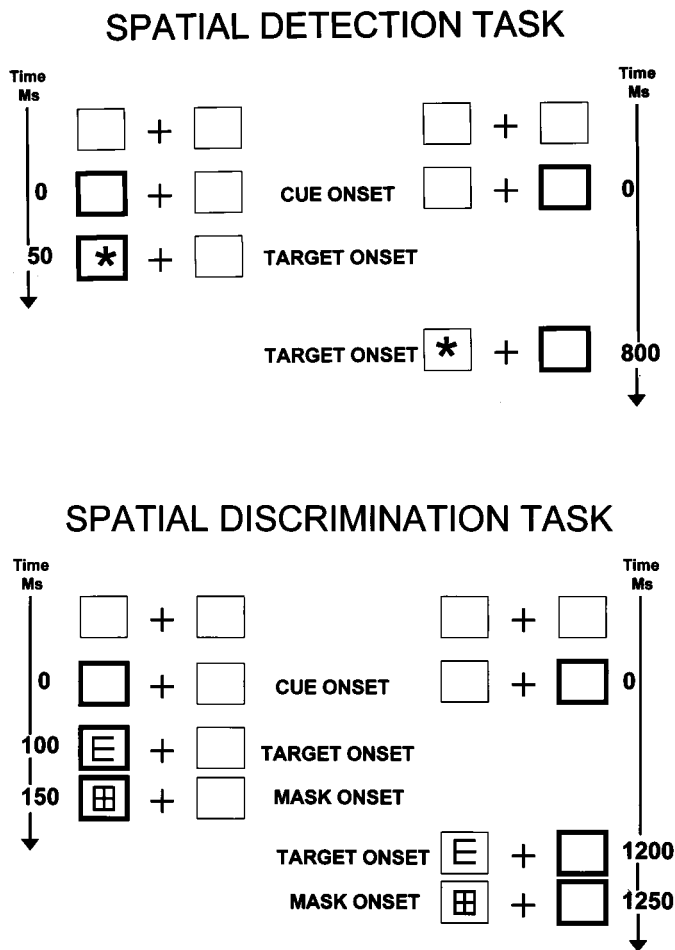 SPATIAL DETECTION TASK
Time
Ms
Time
Ms
+
+
0
+
CUE ONSET
+
0
50
*
+
TARGET ONSET
TARGET ONSET
*
+
800
SPATIAL DISCRIMINATION TASK
Time
Ms
Time
Ms
+
+
0
+
CUE ONSET
+
0
100
E
+
TARGET ONSET
150
+
MASK ONSET
TARGET ONSET
E
+
1200
MASK ONSET
+
1250